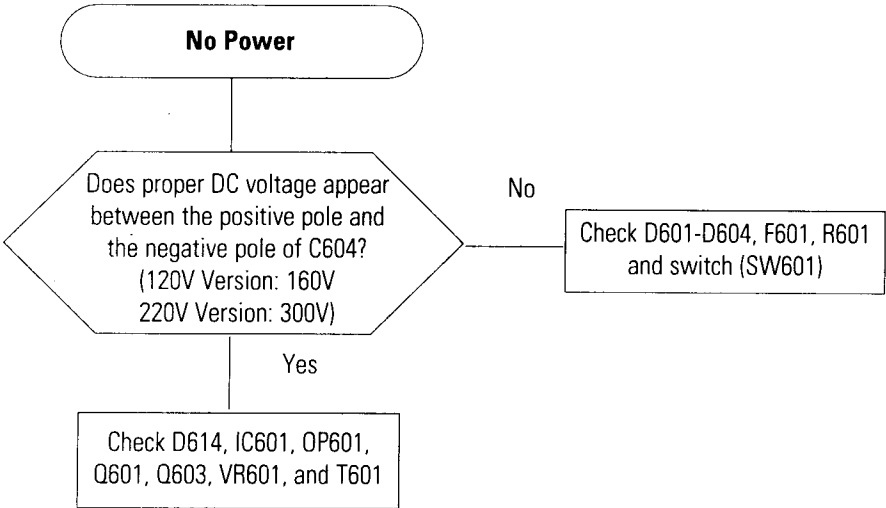 No Power
Does proper DC voltage appear
between the positive pole and
the negative pole of C604?
(120V Version: 160V
220V Version: 300V)
No
Check D601-D604, F601, R601
and switch (SW601)
Yes
Check D614, IC601, OP601,
Q601, Q603, VR601, and T601